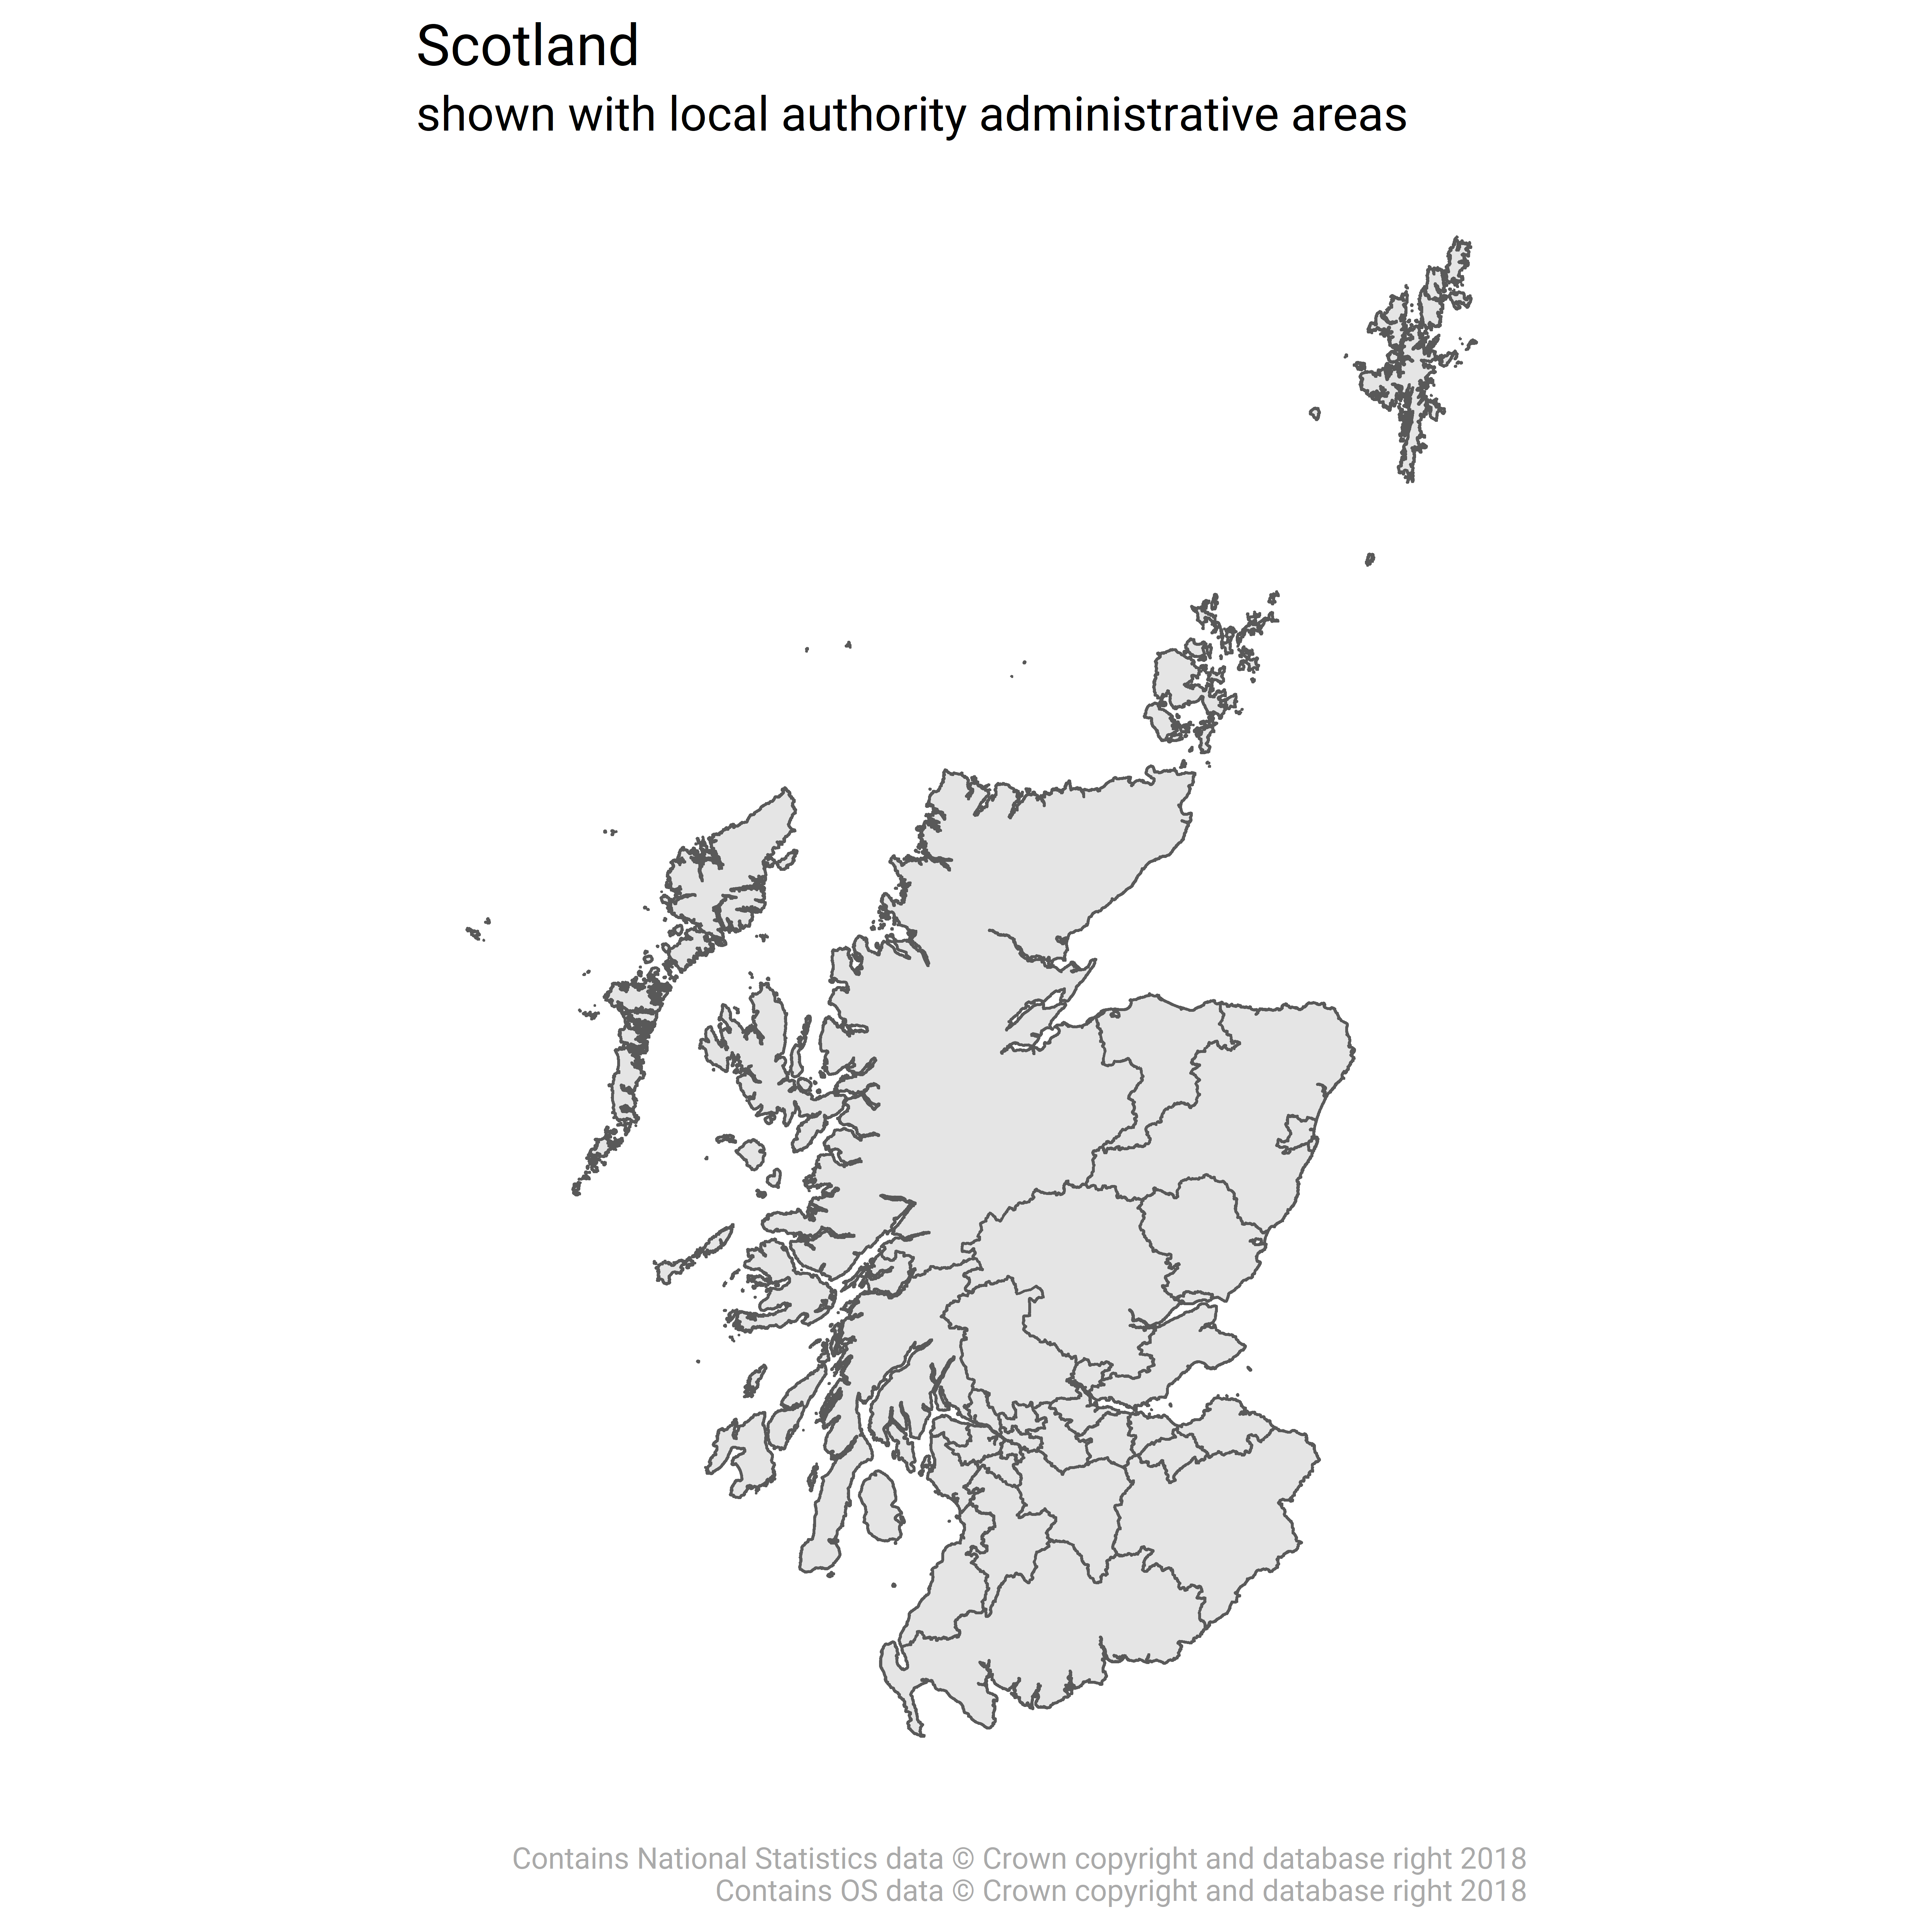 Scotland
shown with local authority administrative areas
Contains National Statistics data © Crown copyright and database right 2018
Contains OS data © Crown copyright and database right 2018